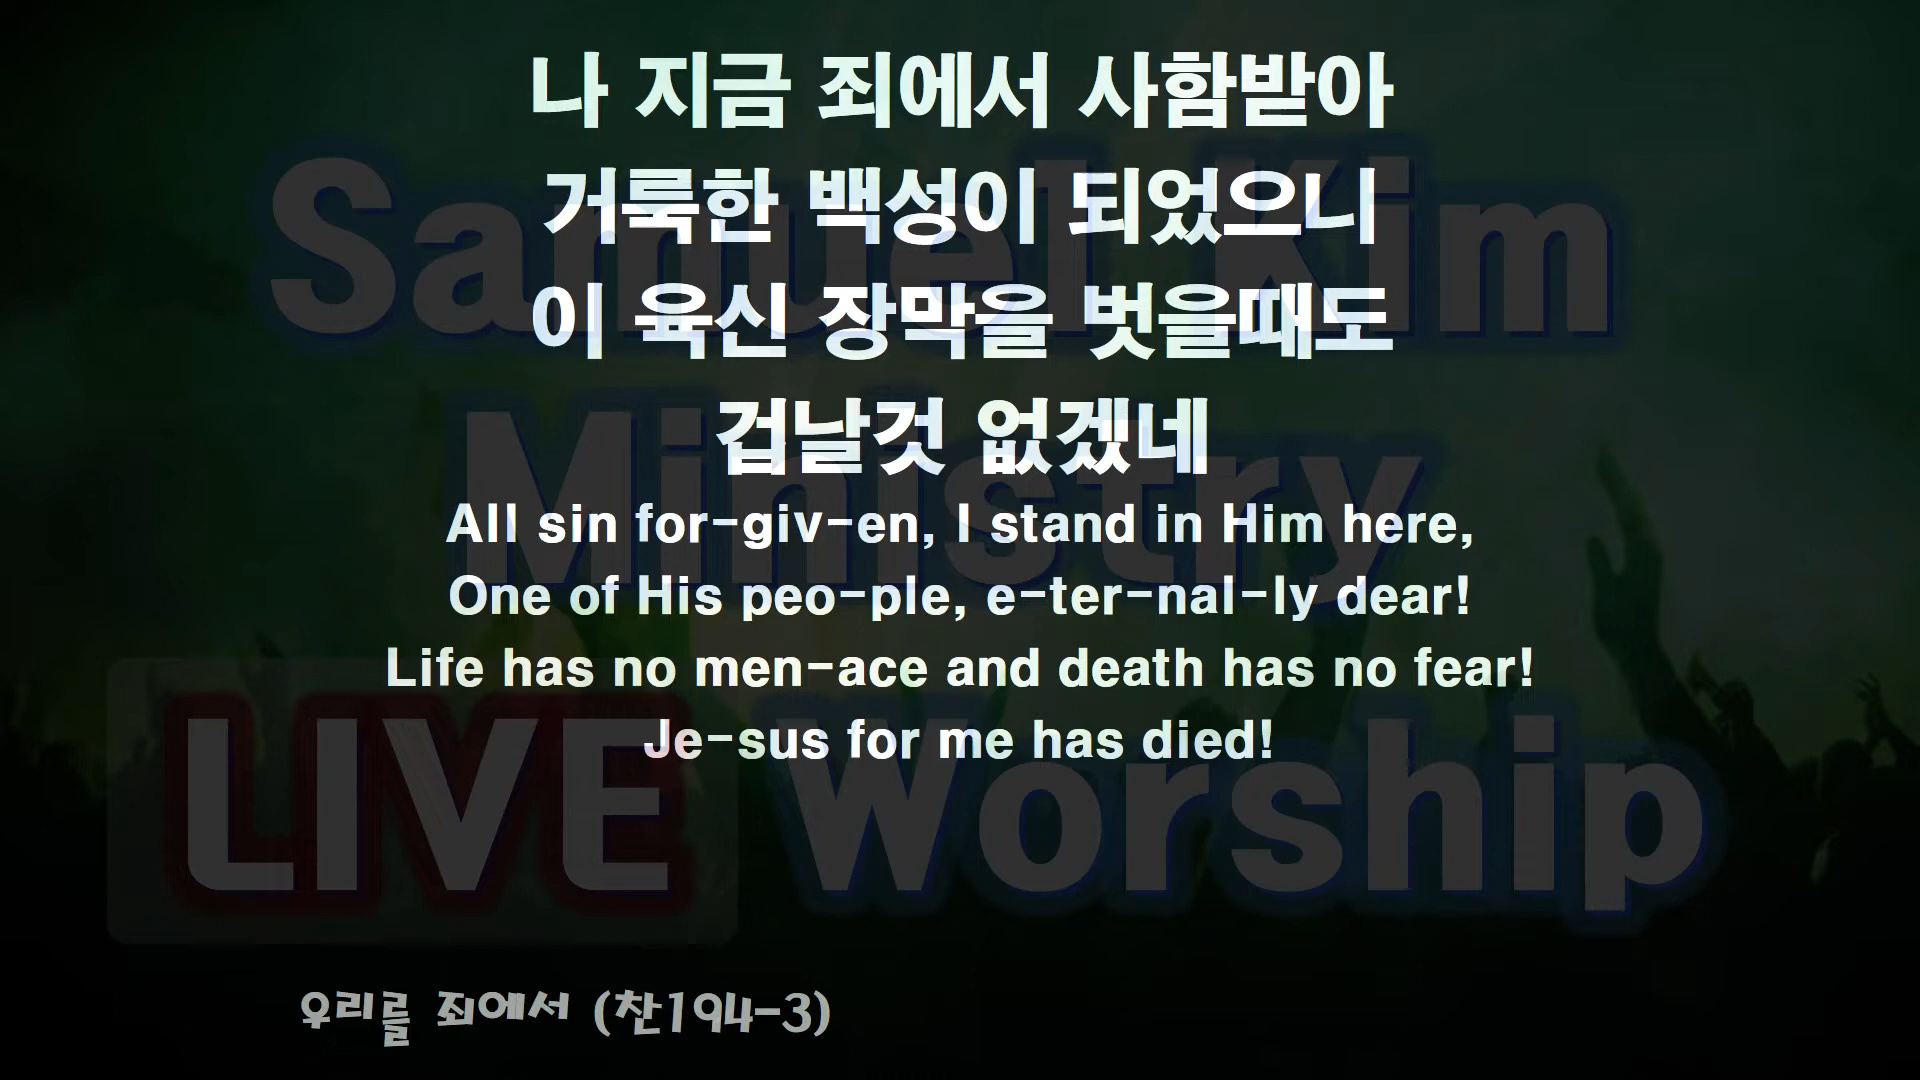 나 지금 죄에서 사함받아
거룩한 백성이 되었으니
이 육신 장막을 벗을때도
겁날것 없겠네
All sin for-giv-en, I stand in Him here,
One of His peo-ple, e-ter-nal-ly dear!
Life has no men-ace and death has no fear!
Je-sus for me has died!
Samuel Kim
Ministry
LIVE Worship
우리를 죄에서 (찬194-3)